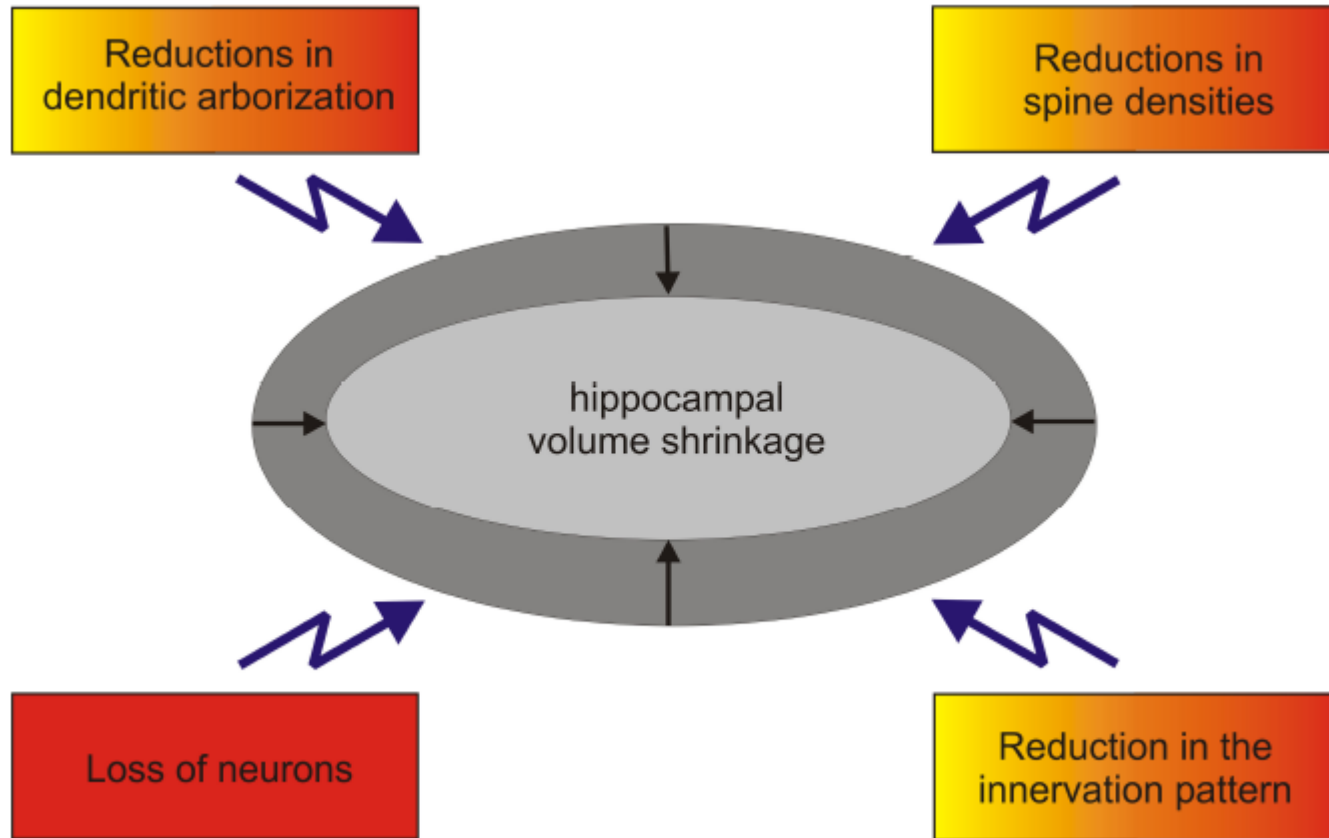 Reductions in
dendritic arborization
Reductions in
spine densities
hippocampal
volume shrinkage
Loss of neurons
Reduction in the
innervation pattern